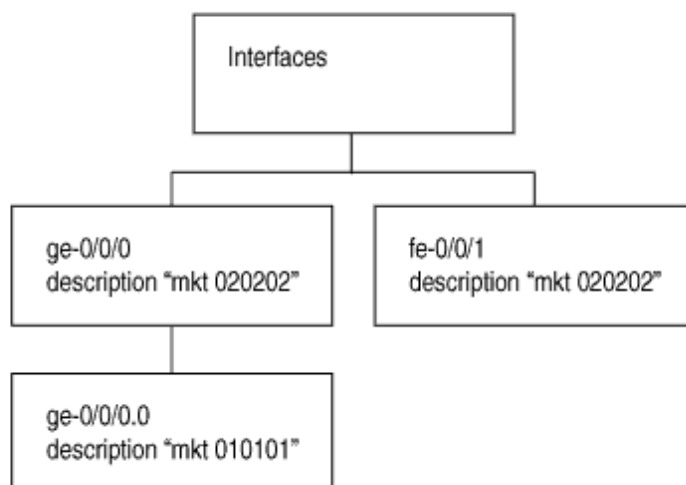 Interfaces
ge-0/0/0
description “mkt 020202”
fe-0/0/1
description “mkt 020202”
ge-0/0/0.0
description “mkt 010101”